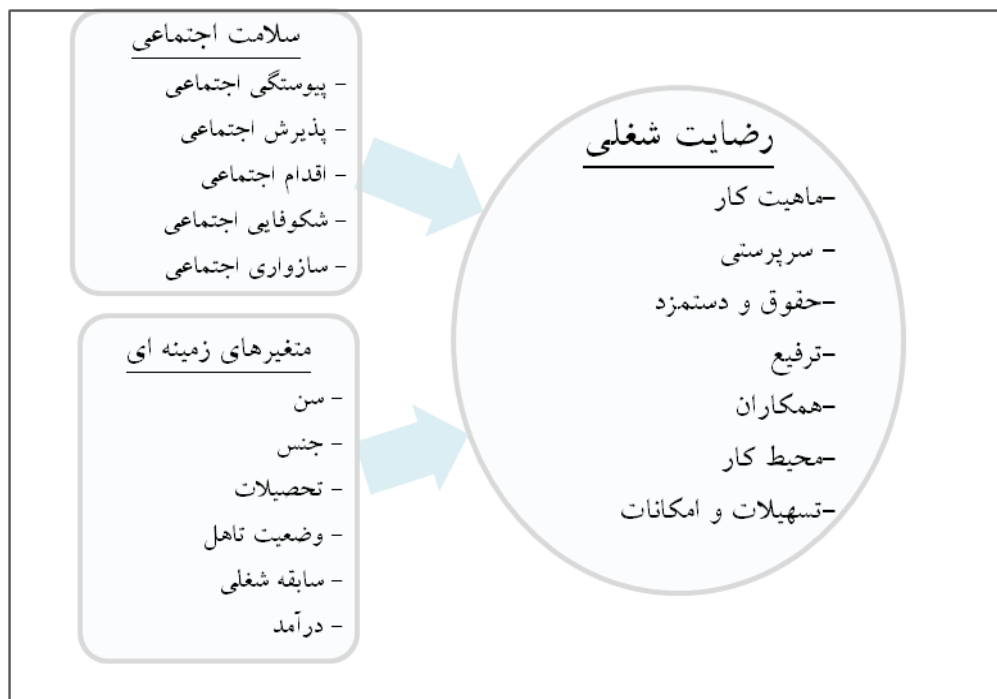 سلامت اجتماعی
- پیوستگی اجتماعی
- پذیرش اجتماعی
- اقدام اجتماعی
- شکوفایی اجتماعی
- سازواری اجتماعی
متغیرهای زمینه ای
- سن
- جنس
- تحصیلات
- وضعیت تاهل
- سابقه شغلی
- درآمد
رضایت شغلی
-ماهیت کار
- سرپرستی
-حقوق و دستمزد
-ترفیع
-همکاران
-محیط کار
-تسهیلات و امکانات